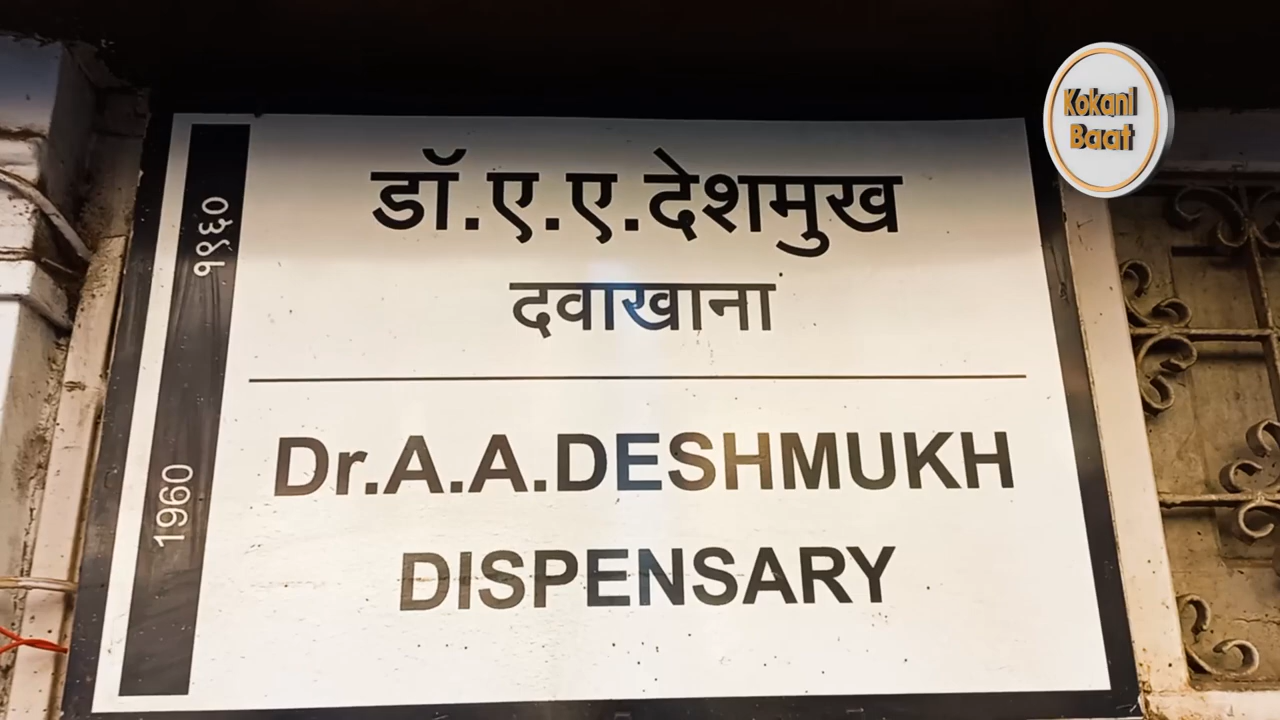 डॉ.ए.ए.देशमुख
दवाखाना
Dr.A.A.DESHMUKH
DISPENSARY
१९६०
1960
Kokani
Baat